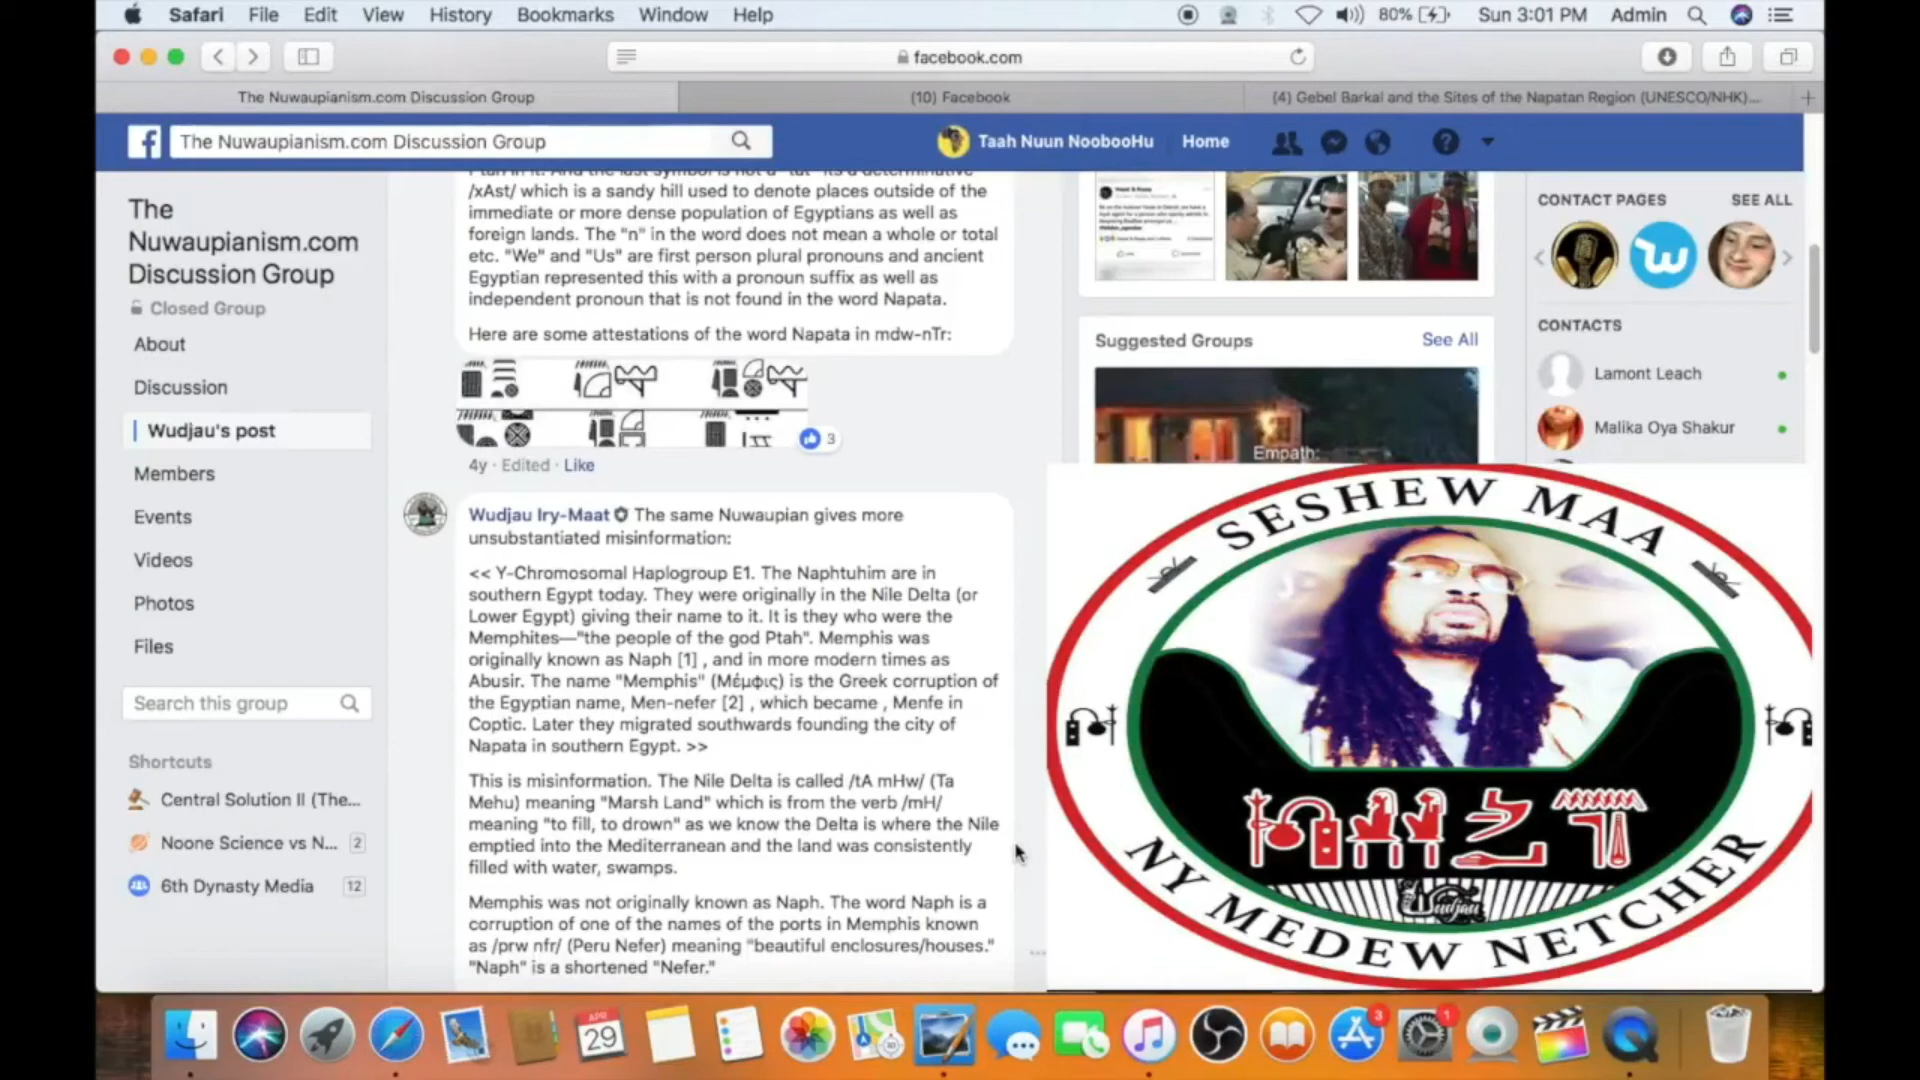 Safari File Edit View History Bookmarks Window Help
80% Sun 3:01 PM Admin
facebook.com
The Nuwaupianism.com Discussion Group
(10) Facebook
(4) Gebel Barkal and the Sites of the Napatan Region (UNESCO/NHK)...
The Nuwaupianism.com Discussion Group
Taah Nuun NoobooHu Home
The
Nuwaupianism.com
Discussion Group
Closed Group
About
Discussion
Wudjau's post
Members
Events
Videos
Photos
Files
Search this group
Shortcuts
Central Solution II (The...
Noone Science vs N... 2
6th Dynasty Media 12
/xAst/ which is a sandy hill used to denote places outside of the
immediate or more dense population of Egyptians as well as
foreign lands. The "n" in the word does not mean a whole or total
etc. "We" and "Us" are first person plural pronouns and ancient
Egyptian represented this with a pronoun suffix as well as
independent pronoun that is not found in the word Napata.
Here are some attestations of the word Napata in mdw-nTr:
3
4y · Edited · Like
Wudjau Iry-Maat The same Nuwaupian gives more
unsubstantiated misinformation:
<< Y-Chromosomal Haplogroup E1. The Naphtuhim are in
southern Egypt today. They were originally in the Nile Delta (or
Lower Egypt) giving their name to it. It is they who were the
Memphites—"the people of the god Ptah". Memphis was
originally known as Naph [1] , and in more modern times as
Abusir. The name "Memphis" (Μέμφις) is the Greek corruption of
the Egyptian name, Men-nefer [2] , which became , Menfe in
Coptic. Later they migrated southwards founding the city of
Napata in southern Egypt. >>
This is misinformation. The Nile Delta is called /tA mHw/ (Ta
Mehu) meaning "Marsh Land" which is from the verb /mH/
meaning "to fill, to drown" as we know the Delta is where the Nile
emptied into the Mediterranean and the land was consistently
filled with water, swamps.
Memphis was not originally known as Naph. The word Naph is a
corruption of one of the names of the ports in Memphis known
as /prw nfr/ (Peru Nefer) meaning "beautiful enclosures/houses."
"Naph" is a shortened "Nefer."
Suggested Groups See All
Empath:
CONTACT PAGES SEE ALL
CONTACTS
Lamont Leach
Malika Oya Shakur
SESHEW MAA
NY MEDEW NETCHER
Wudjau
APR
29
3
1